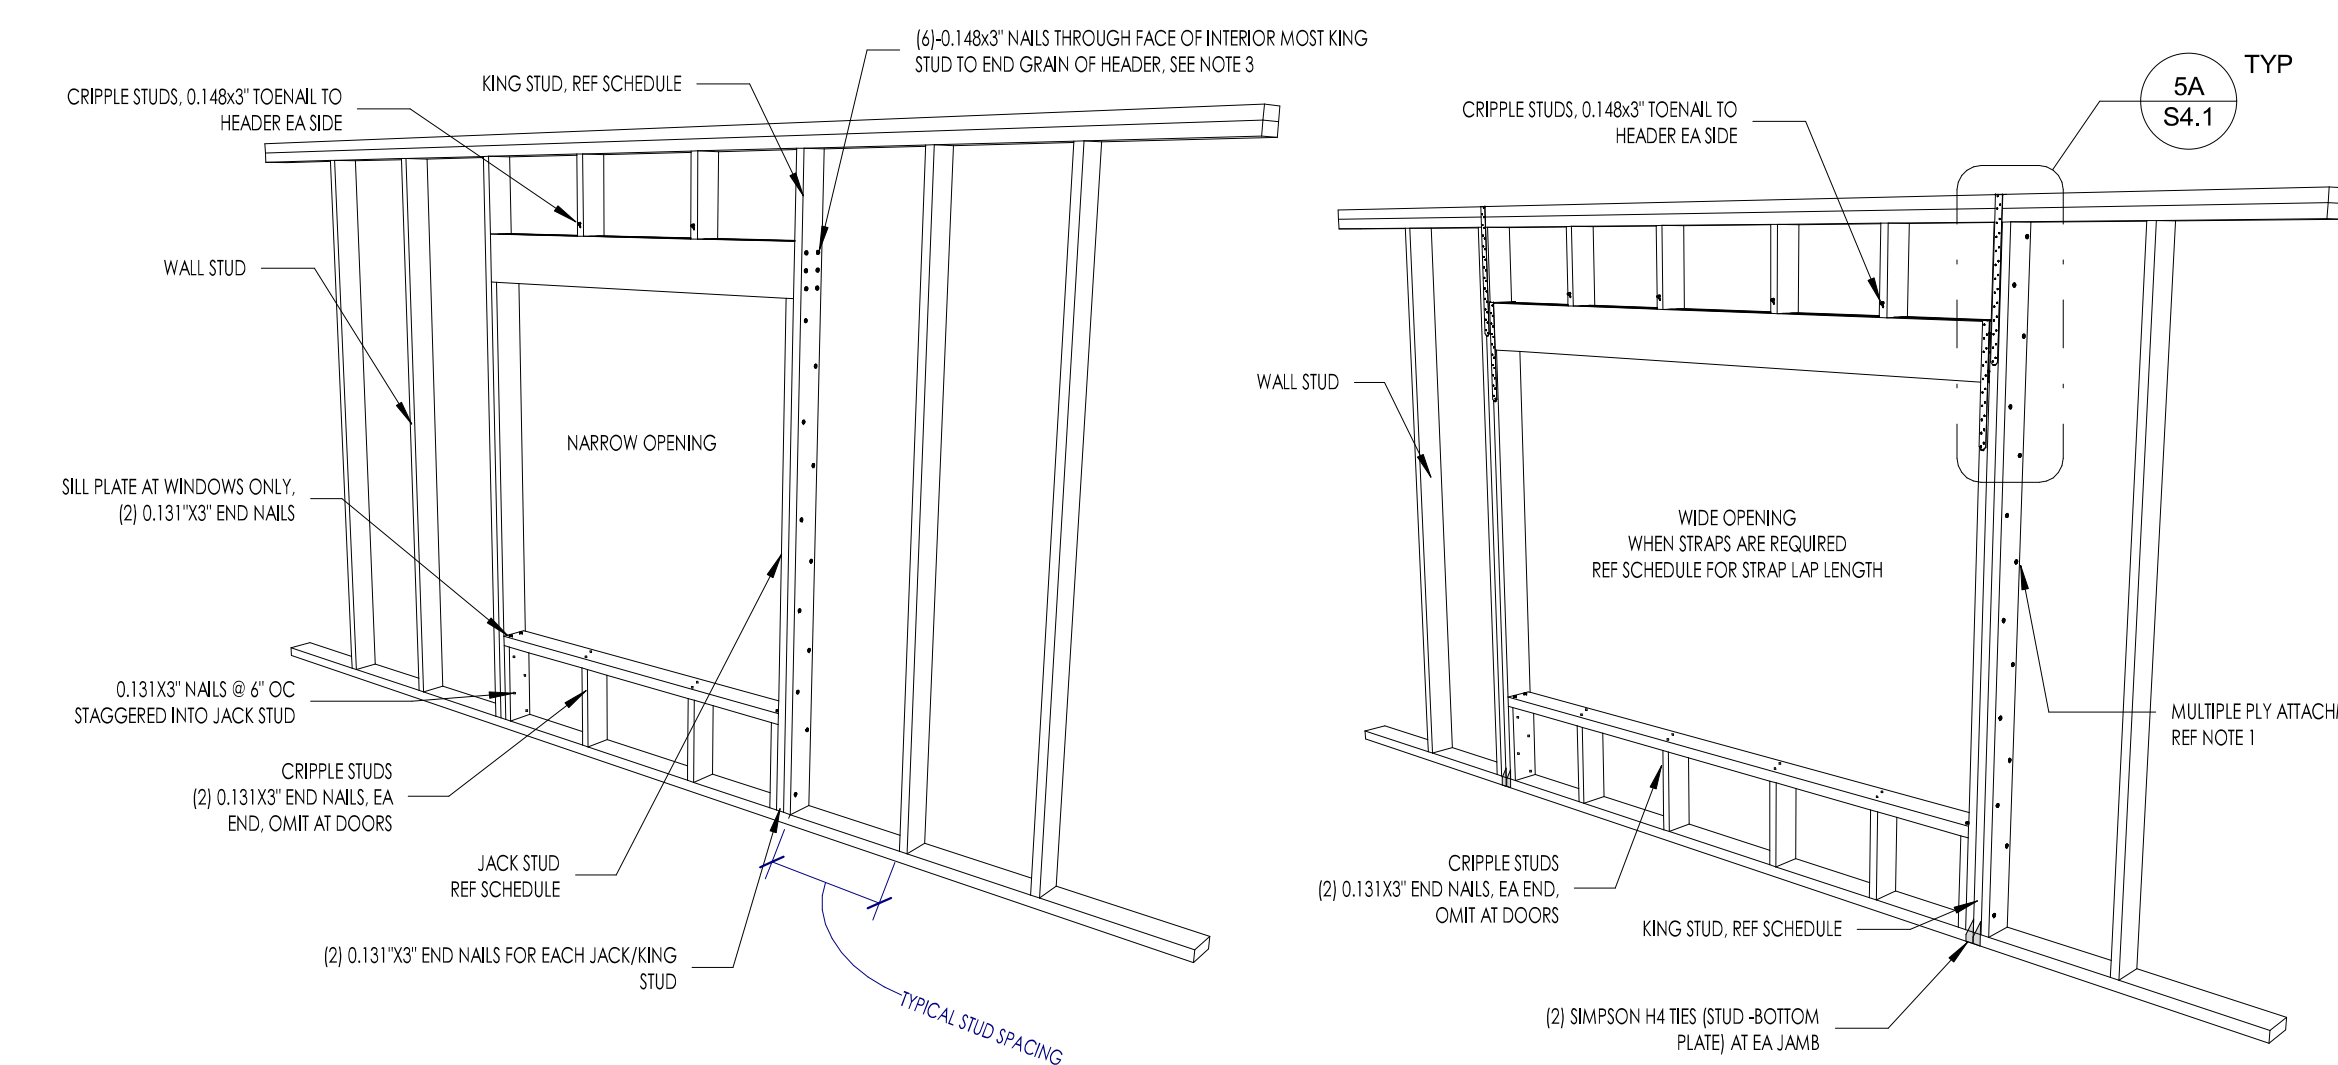 (6)-0.148x3" NAILS THROUGH FACE OF INTERIOR MOST KING
STUD TO END GRAIN OF HEADER, SEE NOTE 3
KING STUD, REF SCHEDULE
CRIPPLE STUDS, 0.148x3" TOENAIL TO
HEADER EA SIDE
WALL STUD
NARROW OPENING
SILL PLATE AT WINDOWS ONLY,
(2) 0.131"X3" END NAILS
0.131X3" NAILS @ 6" OC
STAGGERED INTO JACK STUD
CRIPPLE STUDS
(2) 0.131X3" END NAILS, EA
END, OMIT AT DOORS
JACK STUD
REF SCHEDULE
(2) 0.131"X3" END NAILS FOR EACH JACK/KING
STUD
TYPICAL STUD SPACING
TYP
5A
S4.1
CRIPPLE STUDS, 0.148x3" TOENAIL TO
HEADER EA SIDE
WALL STUD
WIDE OPENING
WHEN STRAPS ARE REQUIRED
REF SCHEDULE FOR STRAP LAP LENGTH
MULTIPLE PLY
REF NOTE 1
CRIPPLE STUDS
(2) 0.131X3" END NAILS, EA END,
OMIT AT DOORS
KING STUD, REF SCHEDULE
(2) SIMPSON H4 TIES (STUD -BOTTOM
PLATE) AT EA JAMB